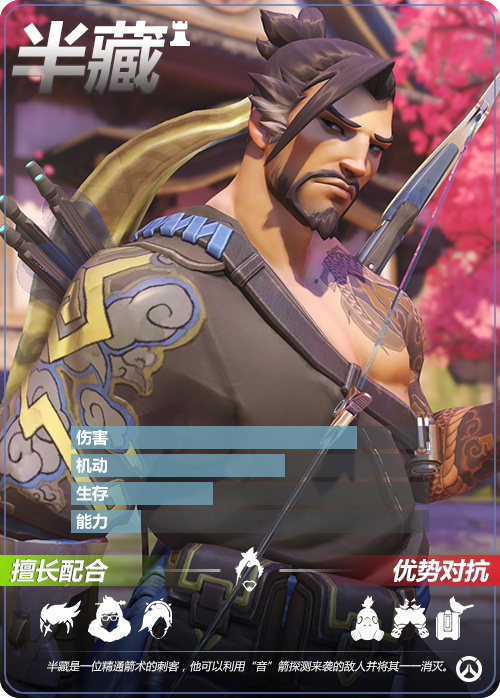 半藏
伤害
机动
生存
能力
擅长配合
优势对抗
半藏是一位精通箭术的刺客，他可以利用“音”箭探测来袭的敌人并将其一一消灭。